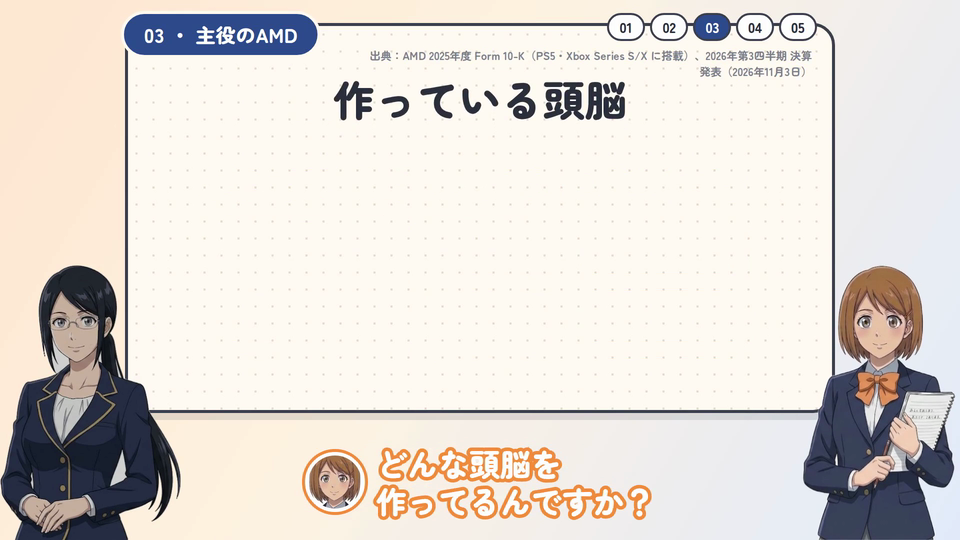 03 ・ 主役のAMD
01 02 03 04 05
出典：AMD 2025年度 Form 10-K（PS5・Xbox Series S/X に搭載）、2026年第3四半期 決算
発表（2026年11月3日）
作っている頭脳
どんな頭脳を
作ってるんですか？